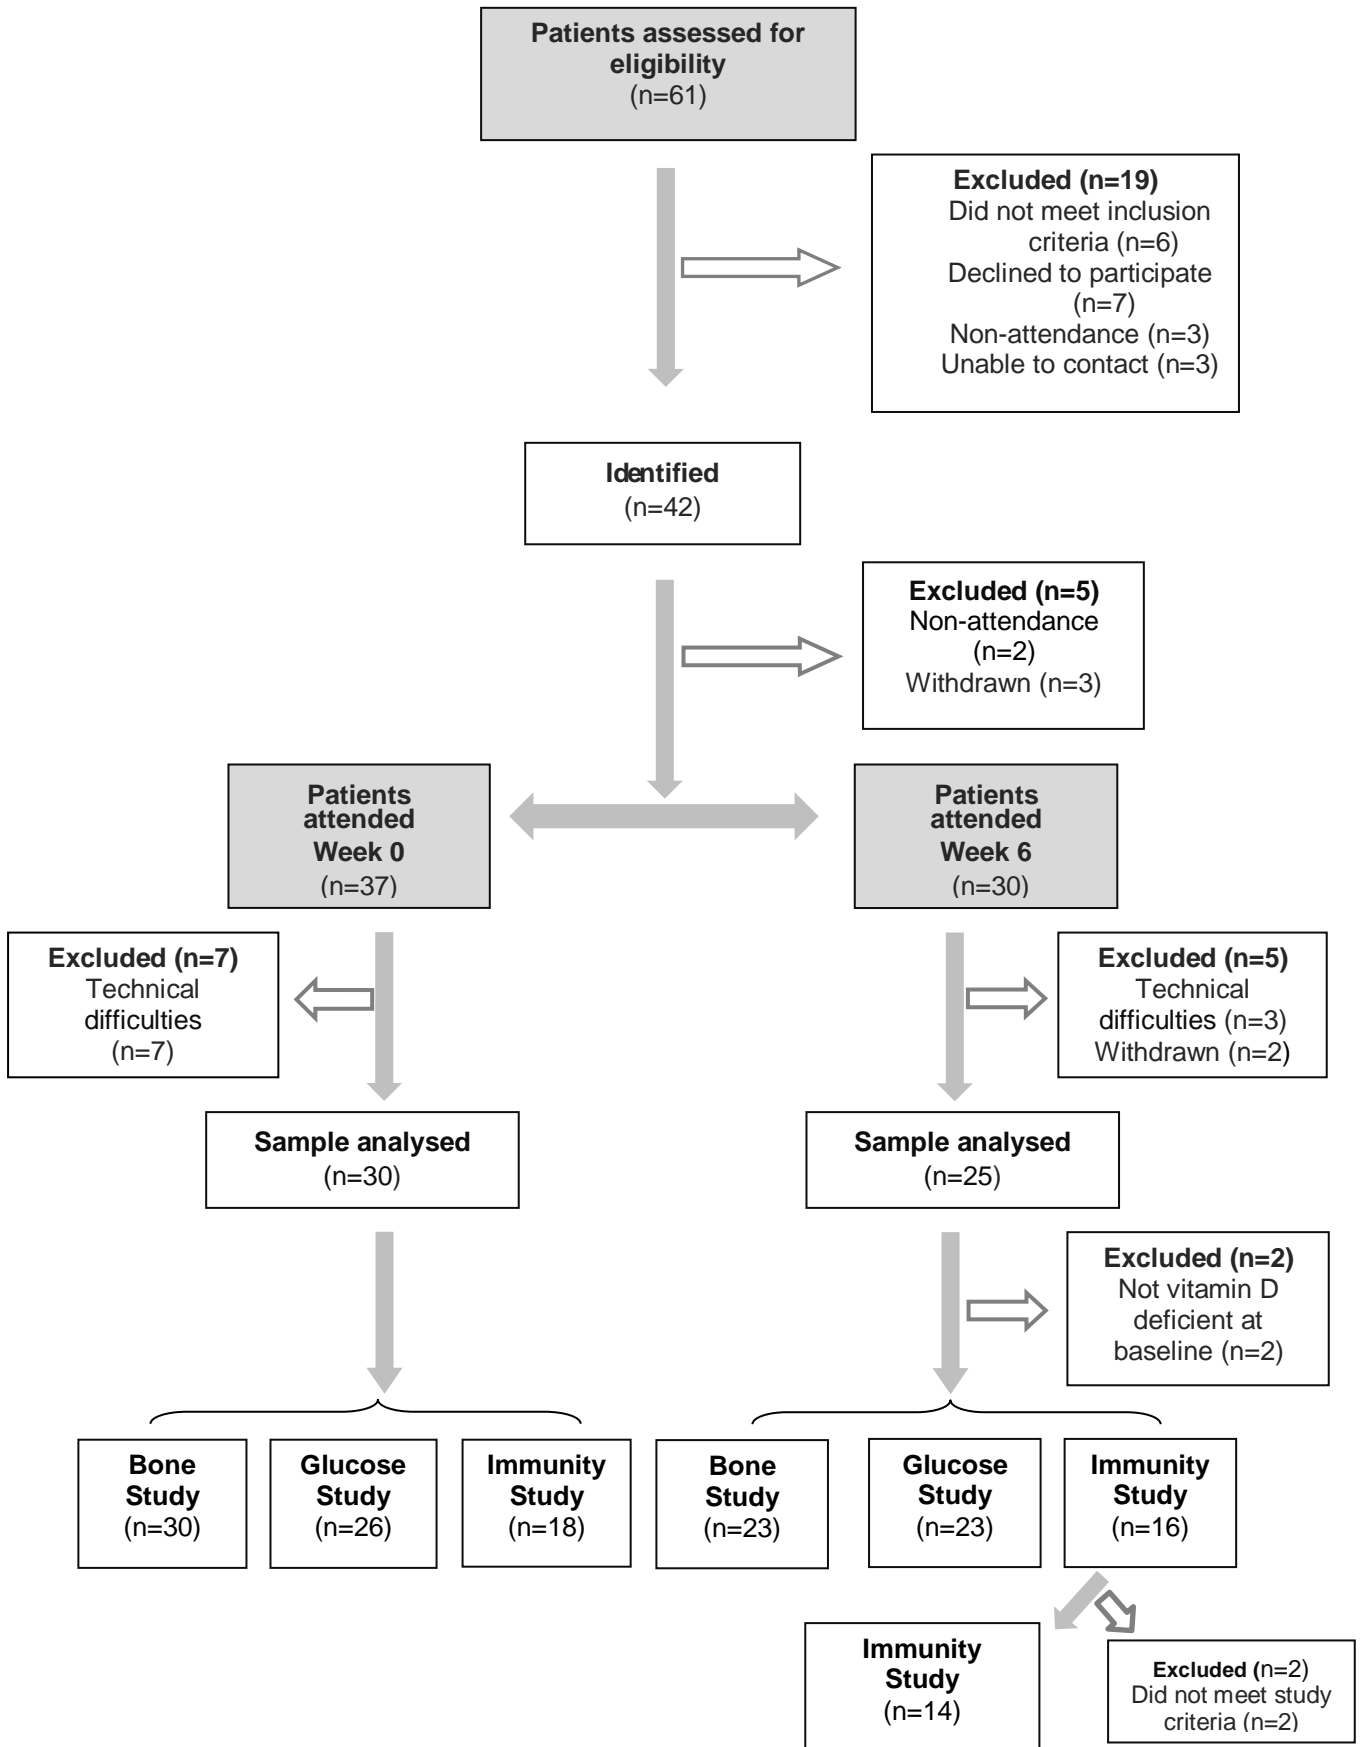 Patients assessed for
eligibility
(n=61)
Excluded (n=19)
Did not meet inclusion
criteria (n=6)
Declined to participate
(n=7)
Non-attendance (n=3)
Unable to contact (n=3)
Identified
(n=42)
Excluded (n=5)
Non-attendance
(n=2)
Withdrawn (n=3)
Patients
attended
Week 0
(n=37)
Patients
attended
Week 6
(n=30)
Excluded (n=7)
Technical
difficulties
(n=7)
Excluded (n=5)
Technical
difficulties (n=3)
Withdrawn (n=2)
Sample analysed
(n=30)
Sample analysed
(n=25)
Excluded (n=2)
Not vitamin D
deficient at
baseline (n=2)
Bone
Study
(n=30)
Glucose
Study
(n=26)
Immunity
Study
(n=18)
Bone
Study
(n=23)
Glucose
Study
(n=23)
Immunity
Study
(n=16)
Immunity
Study
(n=14)
Excluded (n=2)
Did not meet study
criteria (n=2)